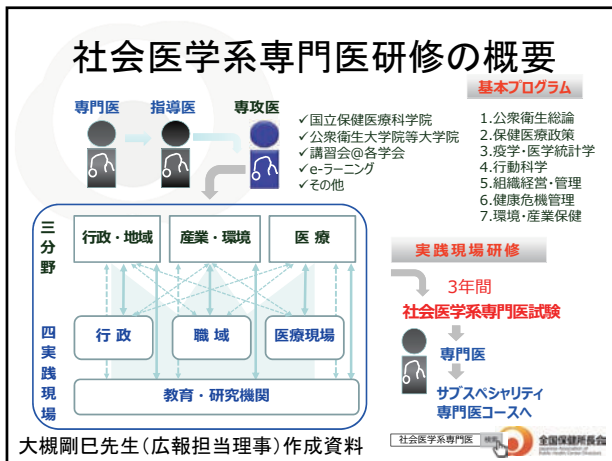 社会医学系専門医研修の概要
基本プログラム
専門医 指導医 専攻医
✓国立保健医療科学院
✓公衆衛生大学院等大学院
✓講習会@各学会
✓e-ラーニング
✓その他
1.公衆衛生総論
2.保健医療政策
3.疫学・医学統計学
4.行動科学
5.組織経営・管理
6.健康危機管理
7.環境・産業保健
三分野
行政・地域 産業・環境 医療
四実践現場
行政 職域 医療現場
教育・研究機関
実践現場研修
3年間
社会医学系専門医試験
専門医
サブスペシャリティ
専門医コースへ
大槻剛巳先生(広報担当理事)作成資料
社会医学系専門医 検索
全国保健所長会
Japanese Association of
Public Health Center Directors